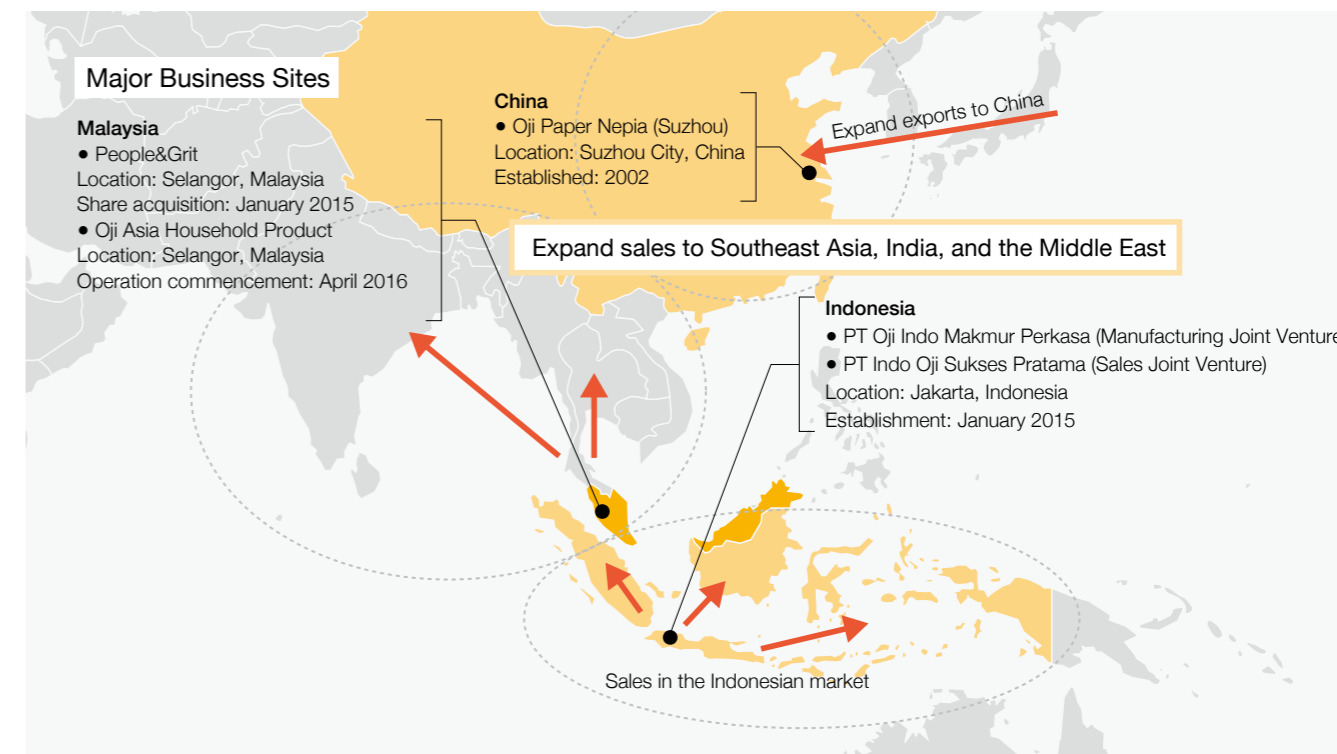 Major Business Sites
Malaysia
● People&Grit
Location: Selangor, Malaysia
Share acquisition: January 2015
● Oji Asia Household Product
Location: Selangor, Malaysia
Operation commencement: April 2016
China
● Oji Paper Nepia (Suzhou)
Location: Suzhou City, China
Established: 2002
Expand exports to China
Expand sales to Southeast Asia, India, and the Middle East
Indonesia
● PT Oji Indo Makmur Perkasa (Manufacturing Joint Venture
● PT Indo Oji Sukses Pratama (Sales Joint Venture)
Location: Jakarta, Indonesia
Establishment: January 2015
Sales in the Indonesian market